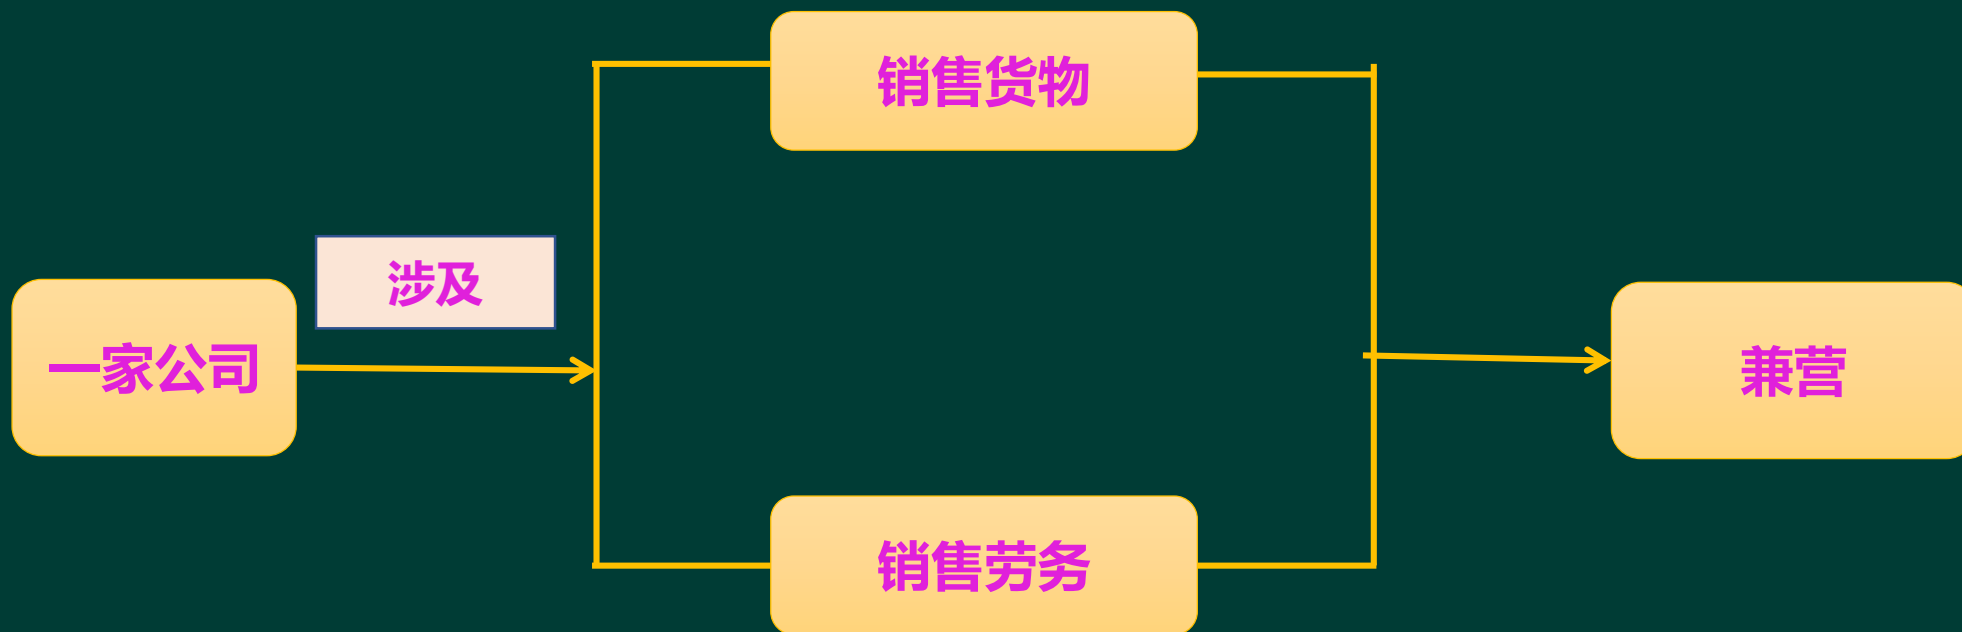 一家公司
涉及
销售货物
销售劳务
兼营